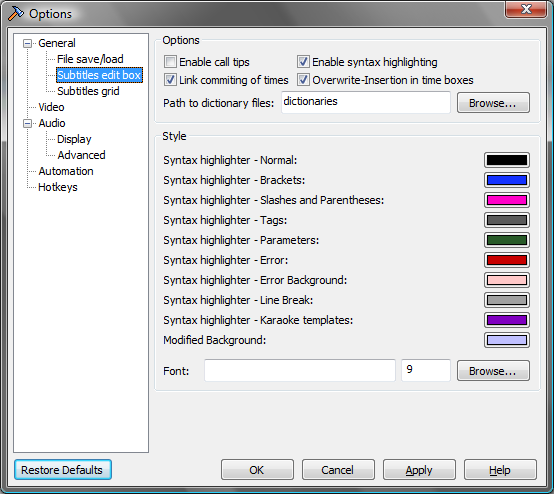 Options
General
File save/load
Subtitles edit box
Subtitles grid
Video
Audio
Display
Advanced
Automation
Hotkeys
Options
Enable call tips
Enable syntax highlighting
Link commiting of times
Overwrite-Insertion in time boxes
Path to dictionary files: dictionaries Browse...
Style
Syntax highlighter - Normal:
Syntax highlighter - Brackets:
Syntax highlighter - Slashes and Parentheses:
Syntax highlighter - Tags:
Syntax highlighter - Parameters:
Syntax highlighter - Error:
Syntax highlighter - Error Background:
Syntax highlighter - Line Break:
Syntax highlighter - Karaoke templates:
Modified Background:
Font: 9 Browse...
Restore Defaults OK Cancel Apply Help